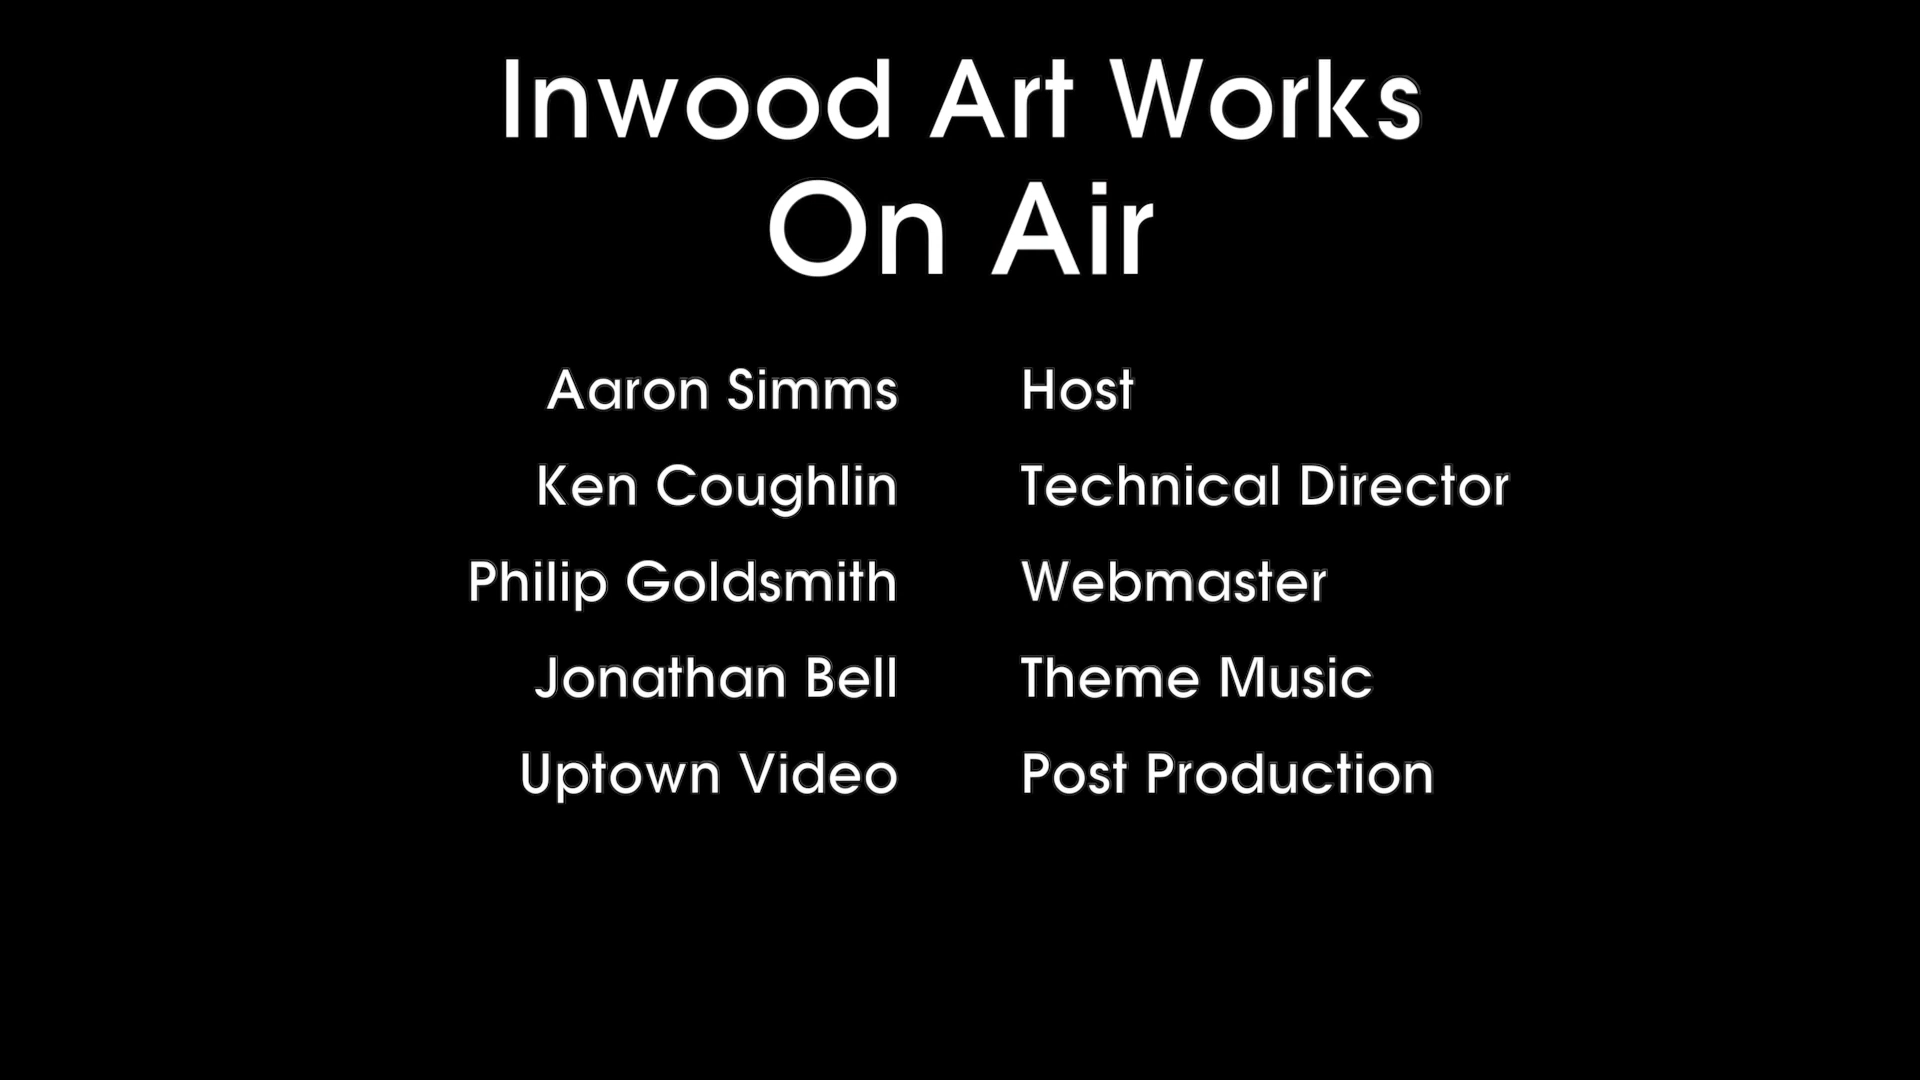 Inwood Art Works
On Air
Aaron Simms Host
Ken Coughlin Technical Director
Philip Goldsmith Webmaster
Jonathan Bell Theme Music
Uptown Video Post Production